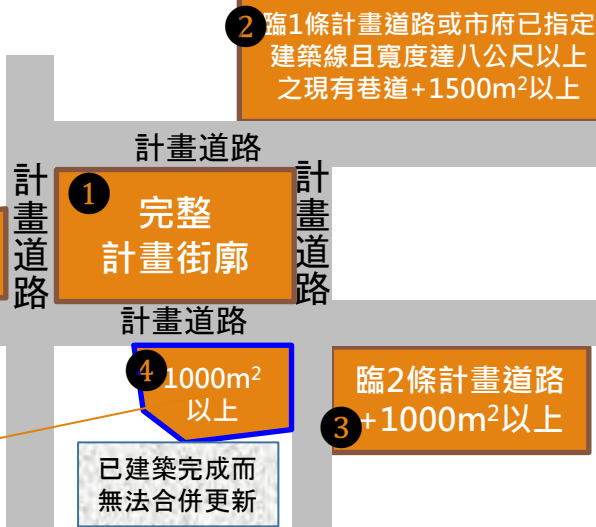 2
臨1條計畫道路或市府已指定
建築線且寬度達八公尺以上
之現有巷道+1500m²以上
計畫道路
計畫道路
1
完整
計畫街廓
計畫道路
計畫道路
4
1000m²
以上
3
臨2條計畫道路
+1000m²以上
已建築完成而
無法合併更新